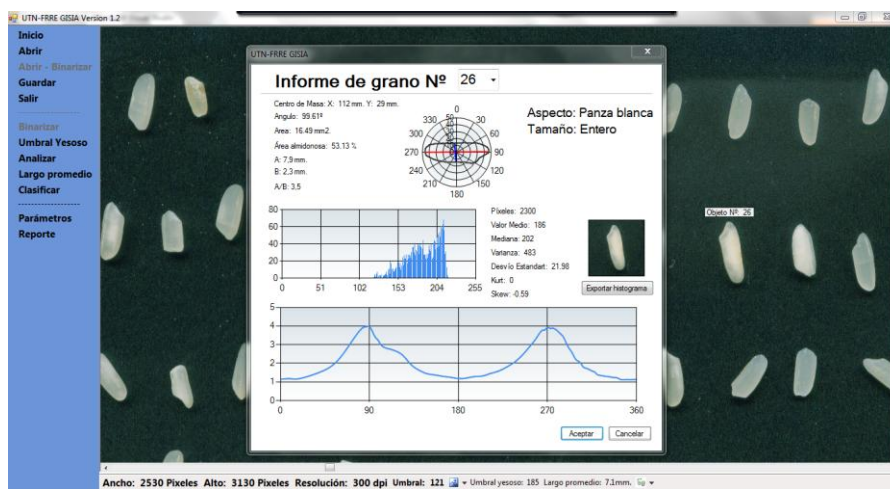 UTN-FRRE GISIA Version 1.2
Inicio
Abrir
Abrir - Binarizar
Guardar
Salir
Binarizar
Umbral Yesoso
Analizar
Largo promedio
Clasificar
--------------------
Parámetros
Reporte
UTN-FRRE GISIA
Informe de grano Nº 26
Centro de Masa: X: 112 mm. Y: 29 mm.
Angulo: 99.61º
Area: 16.49 mm2.
Área almidonosa: 53.13 %
A: 7,9 mm.
B: 2,3 mm.
A/B: 3,5
0
30
60
90
120
150
180
210
240
270
300
330
Aspecto: Panza blanca
Tamaño: Entero
80
60
40
20
0
0 51 102 153 204 255
Píxeles: 2300
Valor Medio: 186
Mediana: 202
Varianza: 483
Desvío Estandart: 21.98
Kurt: 0
Skew: -0.59
Exportar histograma
5
4
3
2
1
0
0 90 180 270 360
Aceptar Cancelar
Objeto Nº: 26
Ancho: 2530 Pixeles Alto: 3130 Pixeles Resolución: 300 dpi Umbral: 121 Umbral yesoso: 185 Largo promedio: 7.1mm.